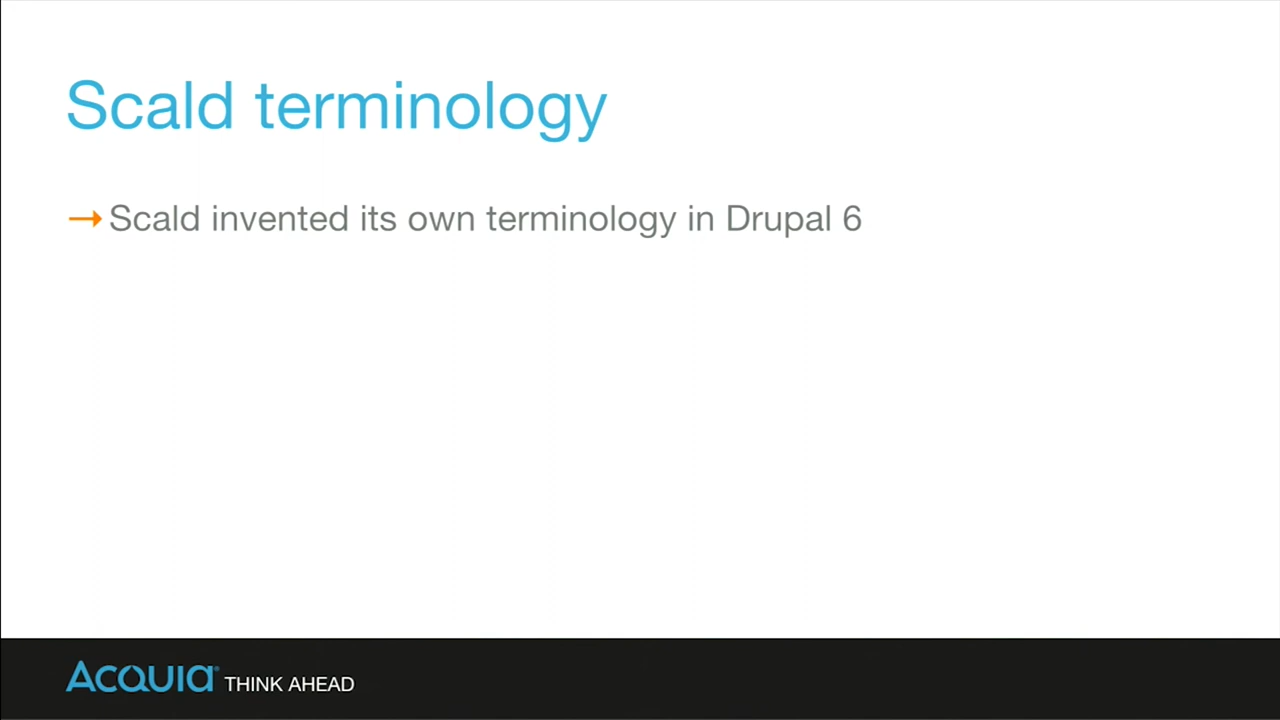 Scald terminology
→ Scald invented its own terminology in Drupal 6
ACQUIA® THINK AHEAD